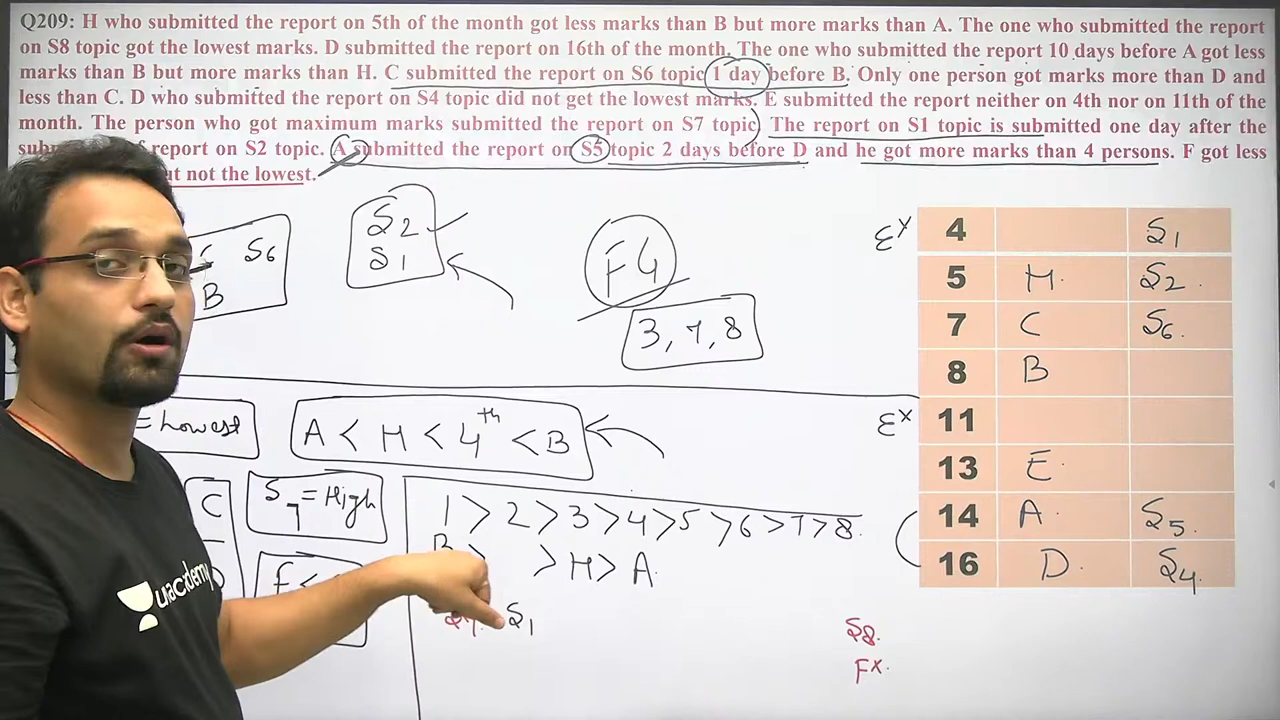 Q209: H who submitted the report on 5th of the month got less marks than B but more marks than A. The one who submitted the report
on S8 topic got the lowest marks. D submitted the report on 16th of the month. The one who submitted the report 10 days before A got less
marks than B but more marks than H. C submitted the report on S6 topic 1 day before B. Only one person got marks more than D and
less than C. D who submitted the report on S4 topic did not get the lowest marks. E submitted the report neither on 4th nor on 11th of the
month. The person who got maximum marks submitted the report on S7 topic. The report on S1 topic is submitted one day after the
report on S2 topic. A submitted the report on S5 topic 2 days before D and he got more marks than 4 persons. F got less
not the lowest.
S6
B
S2
S1
F4
3, 7, 8
= Lowest
A < H < 4th < B
C
S7 = High
1 > 2 > 3 > 4 > 5 > 6 > 7 > 8
> H > A
S1
S8
Fx
Ex 4 S1
5 H S2
7 C S6
8 B
Ex 11
13 E
14 A S5
16 D S4
unacademy